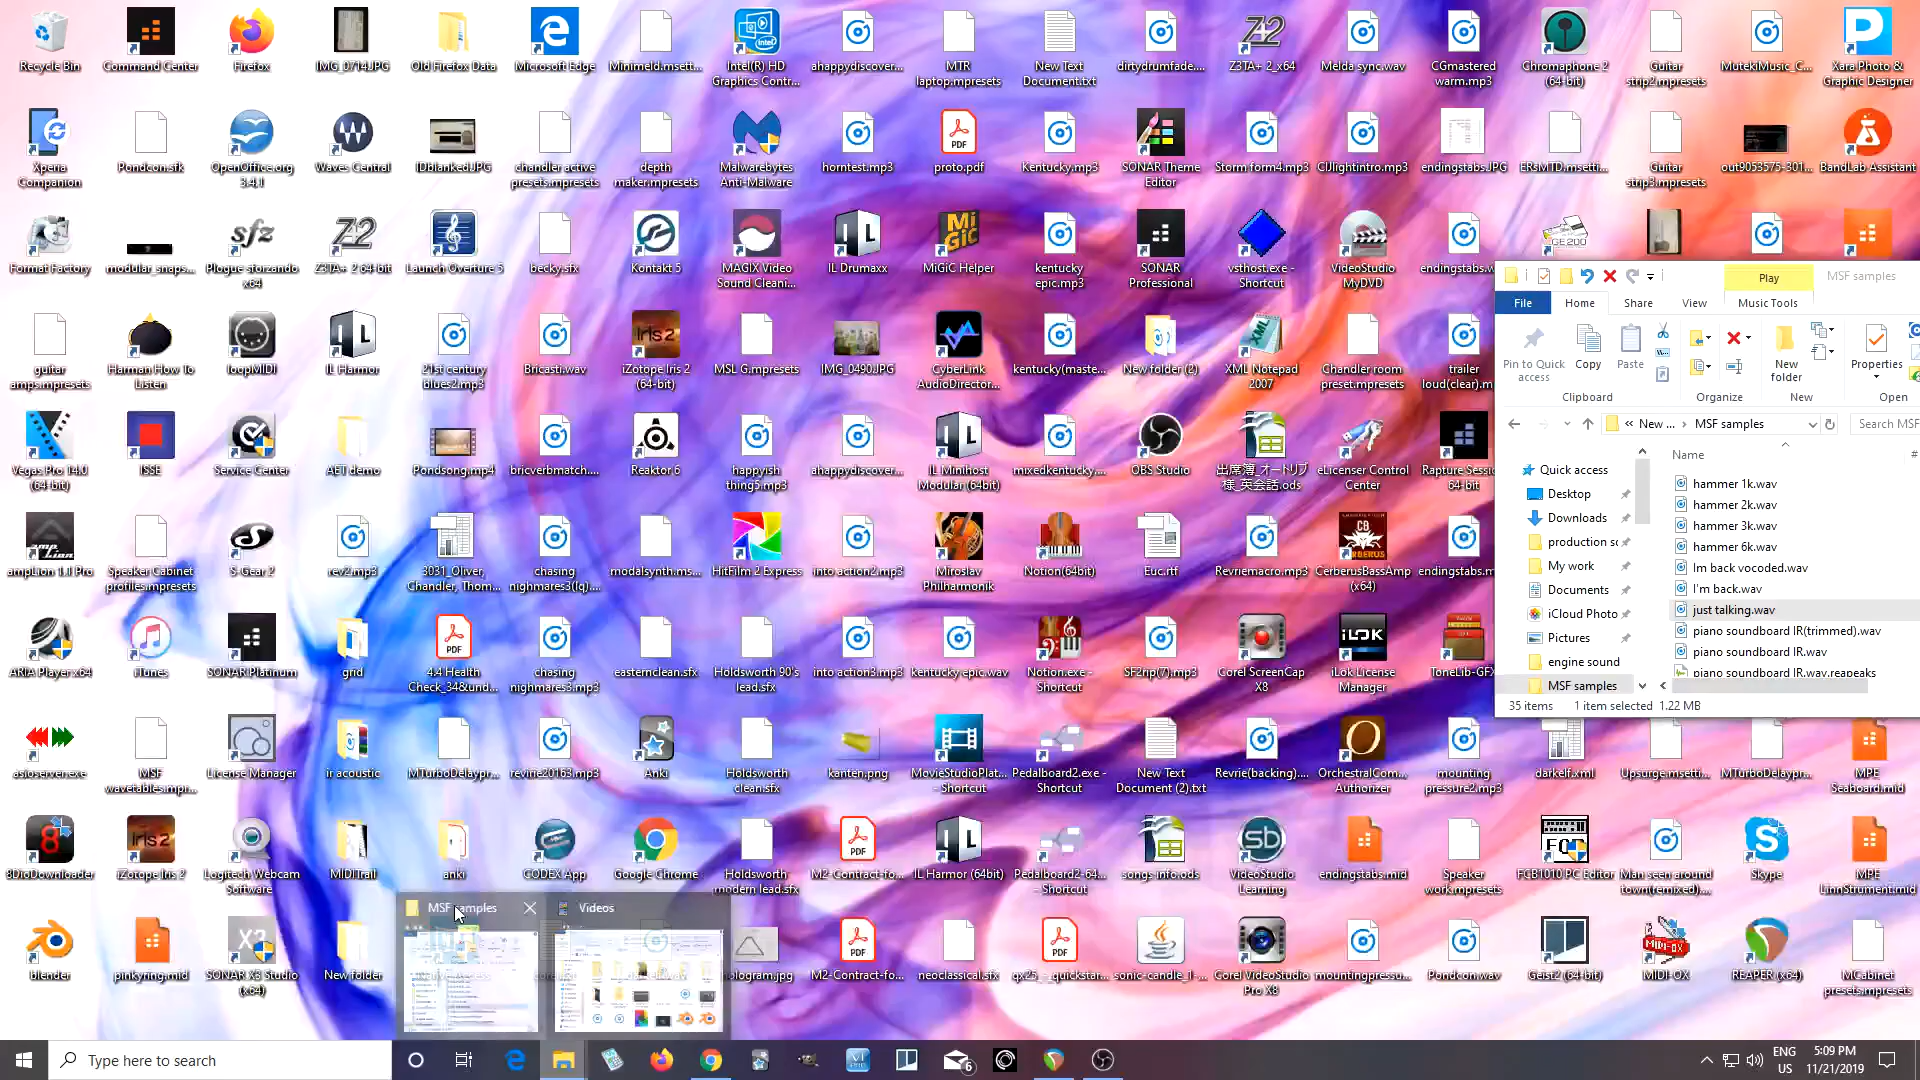 Recycle Bin
Command Center
Firefox
IMG_0714.JPG
Old Firefox Data
Microsoft Edge
Minimeld.msett...
Intel(R) HD
Graphics Contr...
ahappydiscover...
MTR
laptop.mpresets
New Text
Document.txt
dirtydrumfade....
Z3TA+ 2_x64
Melda sync.wav
CGmastered
warm.mp3
Chromaphone 2
(64-bit)
Guitar
strip2.mpresets
MutekiMusic_C...
Xara Photo &
Graphic Designer
Xperia
Companion
Pondcon.sfk
OpenOffice.org
3.4.1
Waves Central
IDblanked.JPG
chandler active
presets.mpresets
depth
maker.mpresets
Malwarebytes
Anti-Malware
horntest.mp3
proto.pdf
Kentucky.mp3
SONAR Theme
Editor
Storm form4.mp3
CIJlightintro.mp3
endingstabs.JPG
ERsMTD.msetti...
Guitar
strip3.mpresets
out9053575-301...
BandLab Assistant
Format Factory
modular_snaps...
Plogue sforzando
x64
Z3TA+ 2 64-bit
Launch Overture 5
becky.sfx
Kontakt 5
MAGIX Video
Sound Cleani...
IL Drumaxx
MiGiC Helper
kentucky
epic.mp3
SONAR
Professional
vsthost.exe -
Shortcut
VideoStudio
MyDVD
endingstabs.w
GE200
Play
MSF samples
File
Home
Share
View
Music Tools
Pin to Quick
access
Copy
Paste
New
folder
Properties
Clipboard
Organize
New
Open
New ...
MSF samples
Search MSF
Name
#
Quick access
Desktop
Downloads
production sc
My work
Documents
iCloud Photo
Pictures
engine sound
MSF samples
hammer 1k.wav
hammer 2k.wav
hammer 3k.wav
hammer 6k.wav
Im back vocoded.wav
I'm back.wav
just talking.wav
piano soundboard IR(trimmed).wav
piano soundboard IR.wav
piano soundboard IR.wav.reapeaks
35 items
1 item selected
1.22 MB
guitar
amps.mpresets
Harman How To
Listen
loopMIDI
IL Harmor
21st century
blues2.mp3
Bricasti.wav
iZotope Iris 2
(64-bit)
MSL G.mpresets
IMG_0490.JPG
CyberLink
AudioDirector...
kentucky(maste...
New folder (2)
XML Notepad
2007
Chandler room
preset.mpresets
trailer
loud(clear).m
Vegas Pro 14.0
(64-bit)
ISSE
Service Center
AET demo
Pondsong.mp4
bricverbmatch....
Reaktor 6
happyish
thing5.mp3
ahappydiscover...
IL Minihost
Modular (64bit)
mixedkentucky....
OBS Studio
出席簿_オートリブ
様_英会話.ods
eLicenser Control
Center
Rapture Sessi
64-bit
ampLion 1.1 Pro
Speaker Cabinet
profiles.mpresets
S-Gear 2
rev2.mp3
3031_Oliver,
Chandler, Thom...
chasing
nighmares3(lq)....
modalsynth.ms...
HitFilm 2 Express
into action2.mp3
Miroslav
Philharmonik
Notion(64bit)
Euc.rtf
Revriemacro.mp3
CerberusBassAmp
(x64)
endingstabs.m
ARIA Player x64
iTunes
SONAR Platinum
grid
4.4 Health
Check_34&und...
chasing
nighmares3.mp3
easternclean.sfx
Holdsworth 90's
lead.sfx
into action3.mp3
kentucky epic.wav
Notion.exe -
Shortcut
SF2rip(7).mp3
Corel ScreenCap
X8
iLok License
Manager
ToneLib-GFX
asioserver.exe
MSF
wavetables.mpr...
License Manager
ir acoustic
MTurboDelaypr...
revirie20163.mp3
Anki
Holdsworth
clean.sfx
kanten.png
MovieStudioPlat...
- Shortcut
Pedalboard2.exe -
Shortcut
New Text
Document (2).txt
Revrie(backing)....
OrchestralCom...
Authorizer
mounting
pressure2.mp3
darkelf.xml
Upsurge.msetti...
MTurboDelaypr...
MPE
Seaboard.mid
8DioDownloader
iZotope Iris 2
Logitech Webcam
Software
MIDITrail
anki
CODEX App
Google Chrome
Holdsworth
modern lead.sfx
M2-Contract-fo...
IL Harmor (64bit)
Pedalboard2-64...
- Shortcut
songs info.ods
VideoStudio
Learning
endingstabs.mid
Speaker
work.mpresets
FCB1010 PC Editor
Man seen around
town(remixed)....
Skype
MPE
LinnStrument.mid
MSF samples
Videos
blender
pinkyring.mid
SONAR X3 Studio
(x64)
New folder
ologram.jpg
M2-Contract-fo...
neoclassical.sfx
qx25_-_quickstar...
sonic-candle_1-...
Corel VideoStudio
Pro X8
mountingpressu...
Pondcon.wav
Geist2 (64-bit)
MIDI-OX
REAPER (x64)
MCabinet
presets.mpresets
Type here to search
6
ENG
US
5:09 PM
11/21/2019